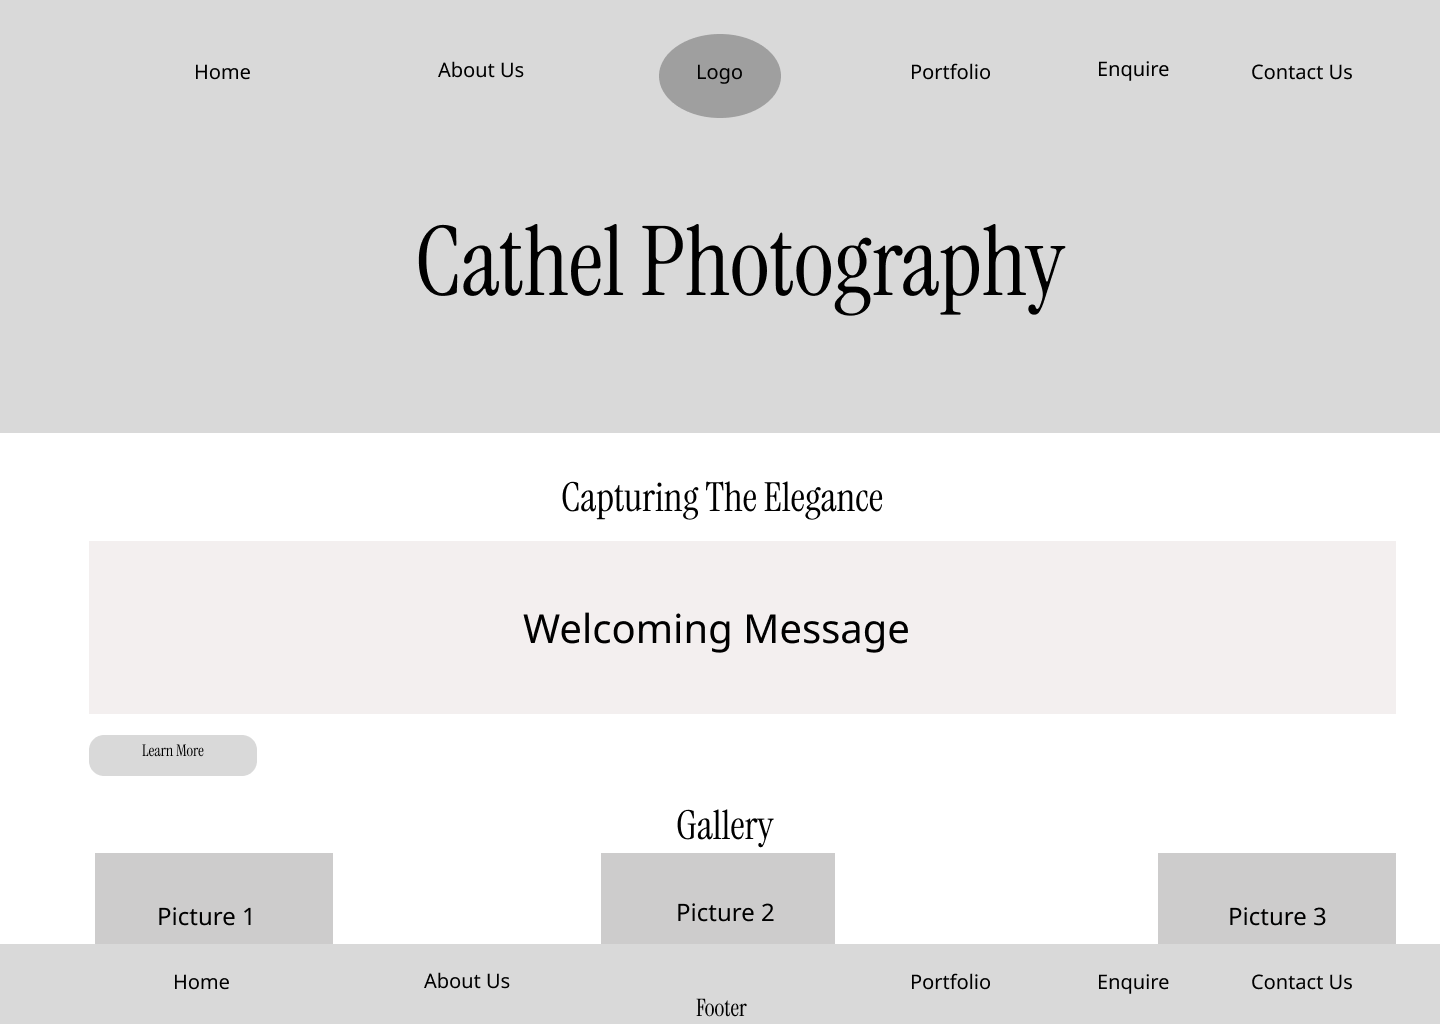 Home About Us Logo Portfolio Enquire Contact Us
Cathel Photography
Capturing The Elegance
Welcoming Message
Learn More
Gallery
Picture 1 Picture 2 Picture 3
Home About Us Portfolio Enquire Contact Us
Footer